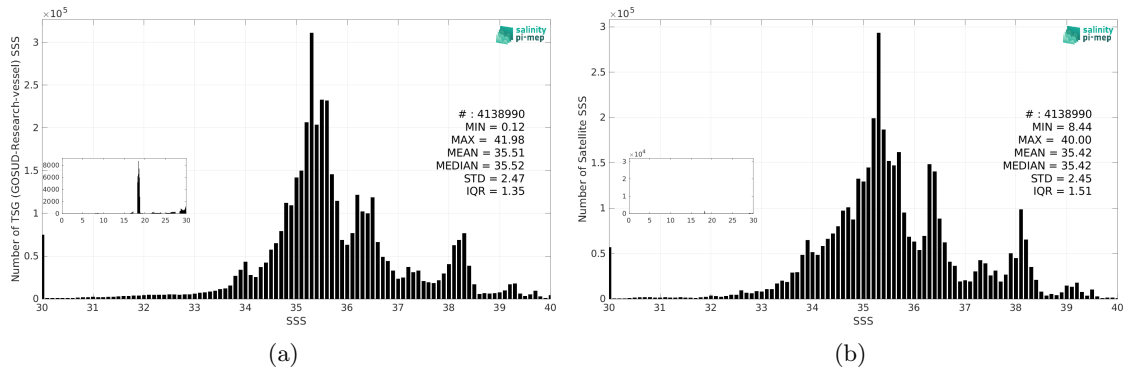 ×10⁵
3
2.5
2
1.5
1
0.5
0
Number of TSG (GOSUD-Research-vessel) SSS
salinity
pi-mep
# : 4138990
MIN = 0.12
MAX = 41.98
MEAN = 35.51
MEDIAN = 35.52
STD = 2.47
IQR = 1.35
8000
6000
4000
2000
0
0 5 10 15 20 25 30
30 31 32 33 34 35 36 37 38 39 40
SSS
(a)
×10⁵
3
2.5
2
1.5
1
0.5
0
Number of Satellite SSS
salinity
pi-mep
# : 4138990
MIN = 8.44
MAX = 40.00
MEAN = 35.42
MEDIAN = 35.42
STD = 2.45
IQR = 1.51
×10⁴
3
2
1
0
0 5 10 15 20 25 30
30 31 32 33 34 35 36 37 38 39 40
SSS
(b)